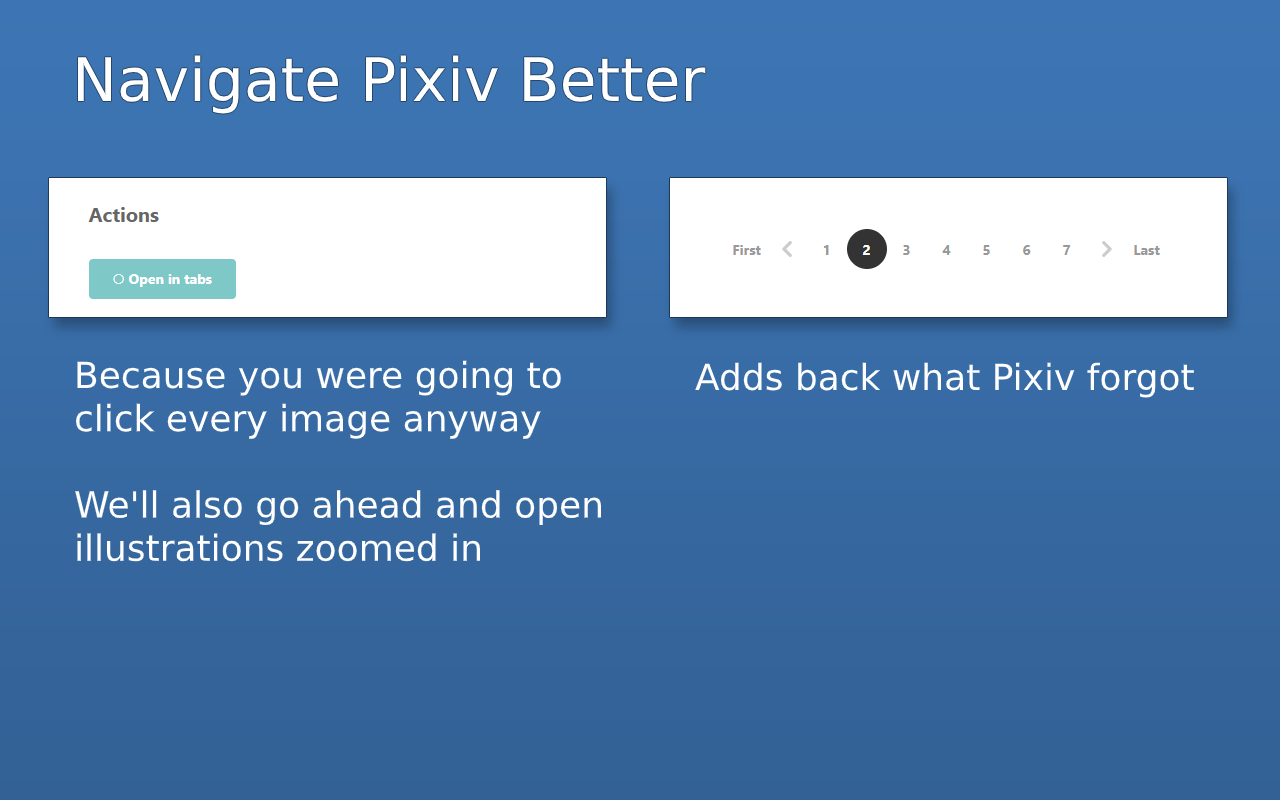 Navigate Pixiv Better
Actions
Open in tabs
First 1 2 3 4 5 6 7 Last
Because you were going to
click every image anyway
We'll also go ahead and open
illustrations zoomed in
Adds back what Pixiv forgot